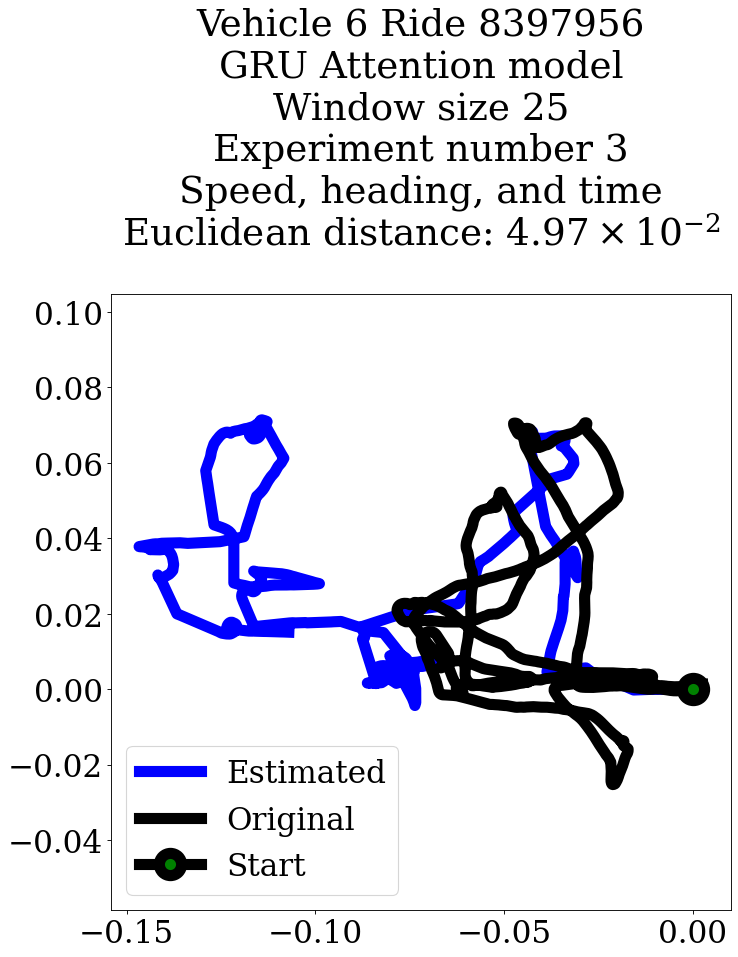 Vehicle 6 Ride 8397956
GRU Attention model
Window size 25
Experiment number 3
Speed, heading, and time
Euclidean distance: 4.97 × 10⁻²
0.10
0.08
0.06
0.04
0.02
0.00
−0.02
−0.04
Estimated
Original
Start
−0.15 −0.10 −0.05 0.00